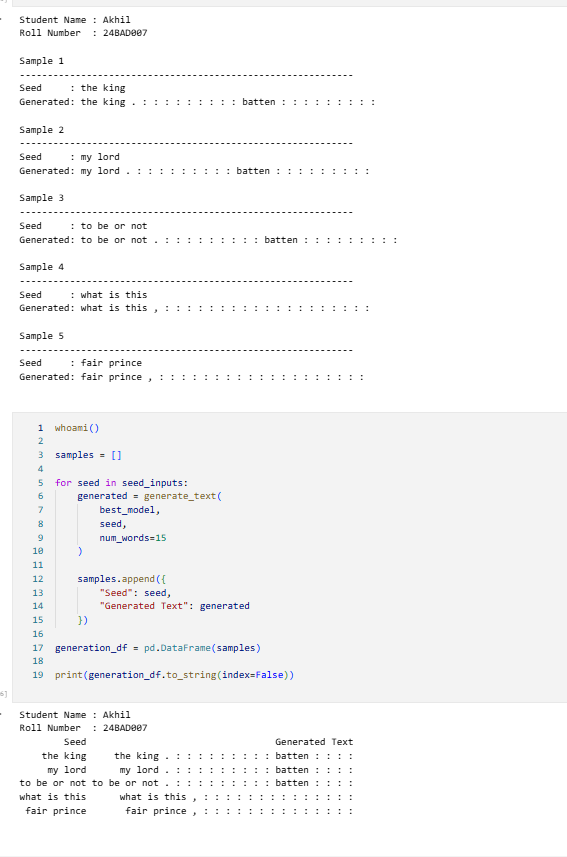 Student Name : Akhil
Roll Number  : 24BAD007
Sample 1
------------------------------------------------------------
Seed     : the king
Generated: the king . : : : : : : : : : batten : : : : : : : : :
Sample 2
------------------------------------------------------------
Seed     : my lord
Generated: my lord . : : : : : : : : : batten : : : : : : : : :
Sample 3
------------------------------------------------------------
Seed     : to be or not
Generated: to be or not . : : : : : : : : : batten : : : : : : : : :
Sample 4
------------------------------------------------------------
Seed     : what is this
Generated: what is this , : : : : : : : : : : : : : : : : : : :
Sample 5
------------------------------------------------------------
Seed     : fair prince
Generated: fair prince , : : : : : : : : : : : : : : : : : : :
1 whoami()
2
3 samples = []
4
5 for seed in seed_inputs:
6     generated = generate_text(
7         best_model,
8         seed,
9         num_words=15
10     )
11
12     samples.append({
13         "Seed": seed,
14         "Generated Text": generated
15     })
16
17 generation_df = pd.DataFrame(samples)
18
19 print(generation_df.to_string(index=False))
Student Name : Akhil
Roll Number  : 24BAD007
        Seed                                  Generated Text
    the king     the king . : : : : : : : : : batten : : : :
     my lord      my lord . : : : : : : : : : batten : : : :
to be or not to be or not . : : : : : : : : : batten : : : :
what is this      what is this , : : : : : : : : : : : : : :
 fair prince       fair prince , : : : : : : : : : : : : : :